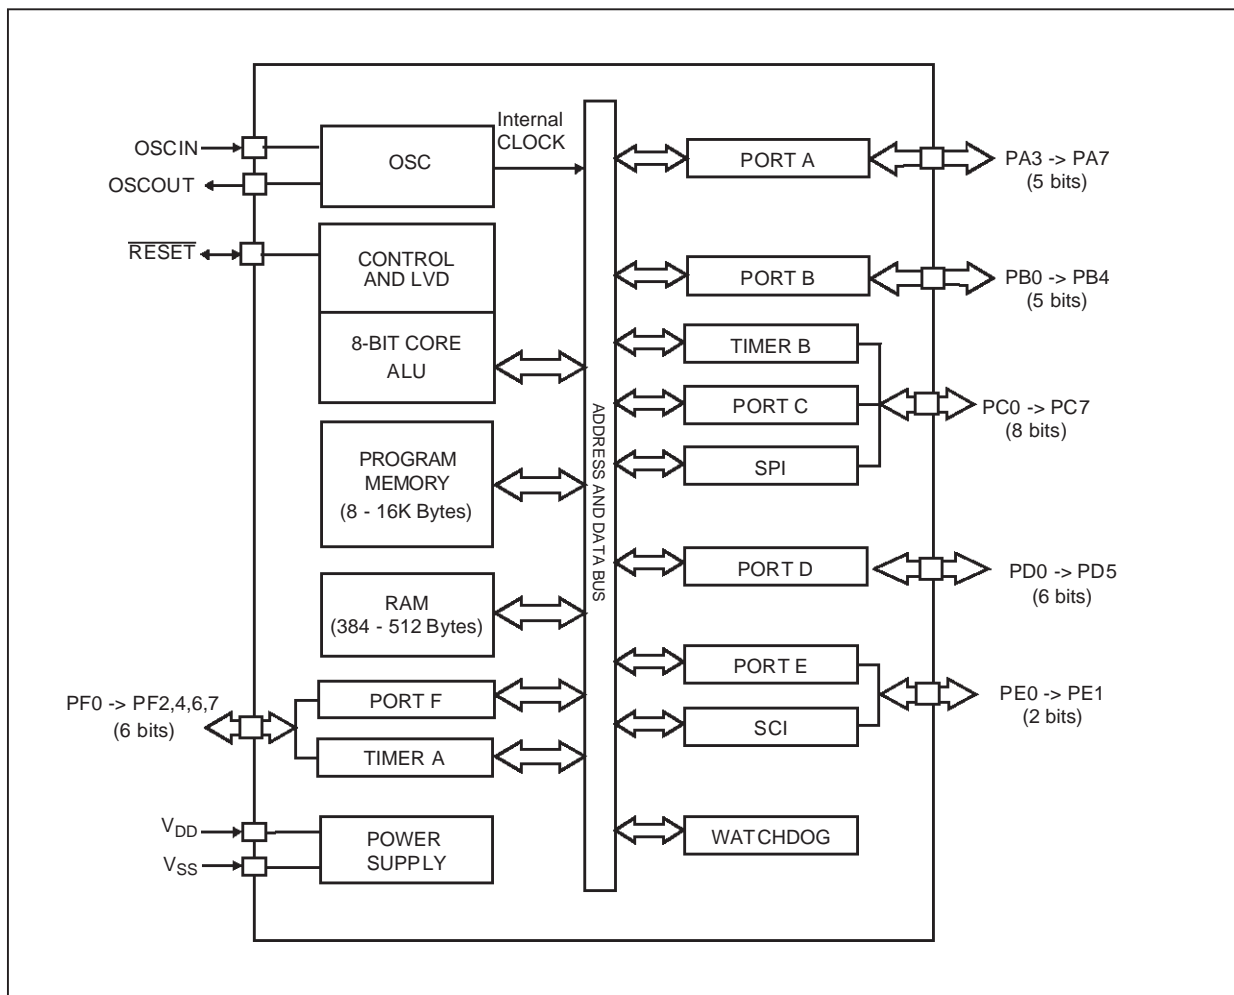 OSCIN
OSCOUT
RESET
OSC
Internal
CLOCK
CONTROL
AND LVD
8-BIT CORE
ALU
PROGRAM
MEMORY
(8 - 16K Bytes)
RAM
(384 - 512 Bytes)
PF0 -> PF2,4,6,7
(6 bits)
PORT F
TIMER A
VDD
VSS
POWER
SUPPLY
ADDRESS AND DATA BUS
PORT A
PA3 -> PA7
(5 bits)
PORT B
PB0 -> PB4
(5 bits)
TIMER B
PORT C
SPI
PC0 -> PC7
(8 bits)
PORT D
PD0 -> PD5
(6 bits)
PORT E
SCI
PE0 -> PE1
(2 bits)
WATCHDOG